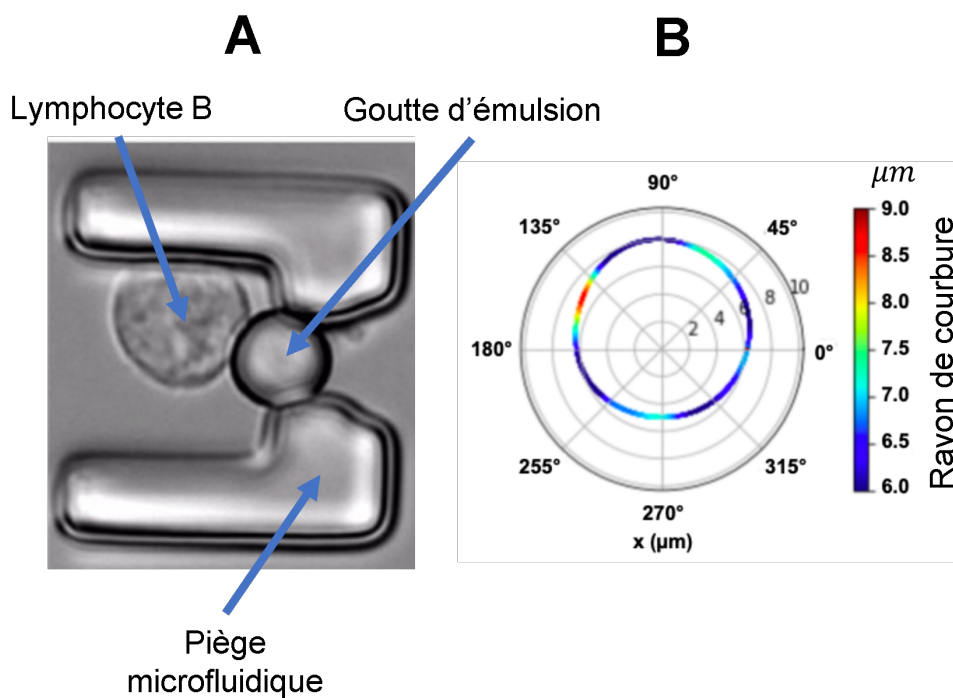 A
B
Lymphocyte B
Goutte d’émulsion
Piège
microfluidique
90°
135°
45°
180°
0°
255°
315°
270°
2
4
6
8
10
x (µm)
µm
9.0
8.5
8.0
7.5
7.0
6.5
6.0
Rayon de courbure